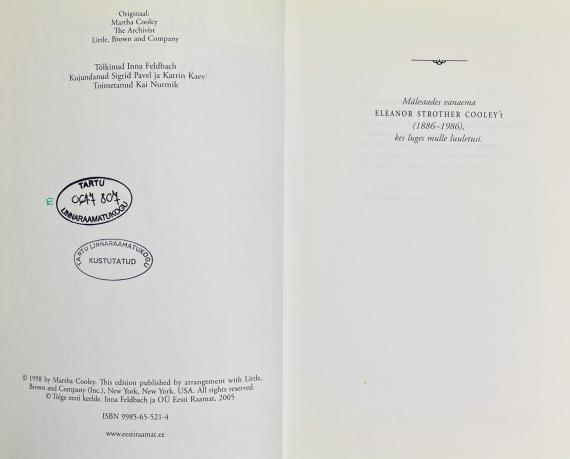 Originaal:
Martha Cooley
The Archivist
Little, Brown and Company
Tõlkinud Inna Feldbach
Kujundanud Sigrid Pavel ja Katrin Kaev
Toimetanud Kai Nurmik
TARTU
E
LINNARAAMATUKOGU
TARTU LINNARAAMATUKOGU
KUSTUTATUD
© 1998 by Martha Cooley. This edition published by arrangement with Little,
Brown and Company (Inc.), New York, New York, USA. All rights reserved.
© Tõlge eesti keelde. Inna Feldbach ja OÜ Eesti Raamat, 2005
ISBN 9985-65-521-4
www.eestiraamat.ee
Mälestades vanaema
ELEANOR STROTHER COOLEY't
(1886–1986),
kes luges mulle luuletusi.